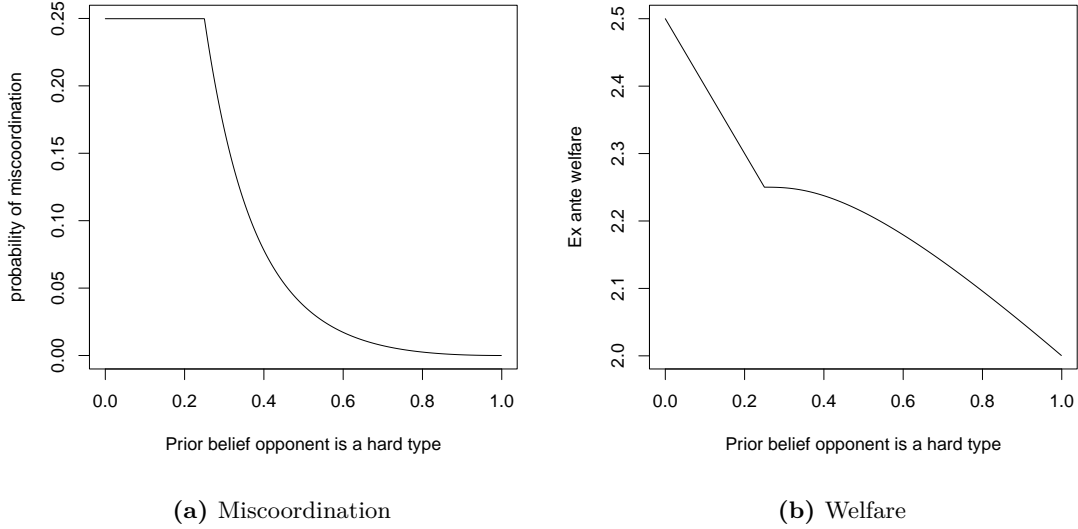 probability of miscoordination
0.00 0.05 0.10 0.15 0.20 0.25
0.0 0.2 0.4 0.6 0.8 1.0
Prior belief opponent is a hard type
(a) Miscoordination
Ex ante welfare
2.0 2.1 2.2 2.3 2.4 2.5
0.0 0.2 0.4 0.6 0.8 1.0
Prior belief opponent is a hard type
(b) Welfare